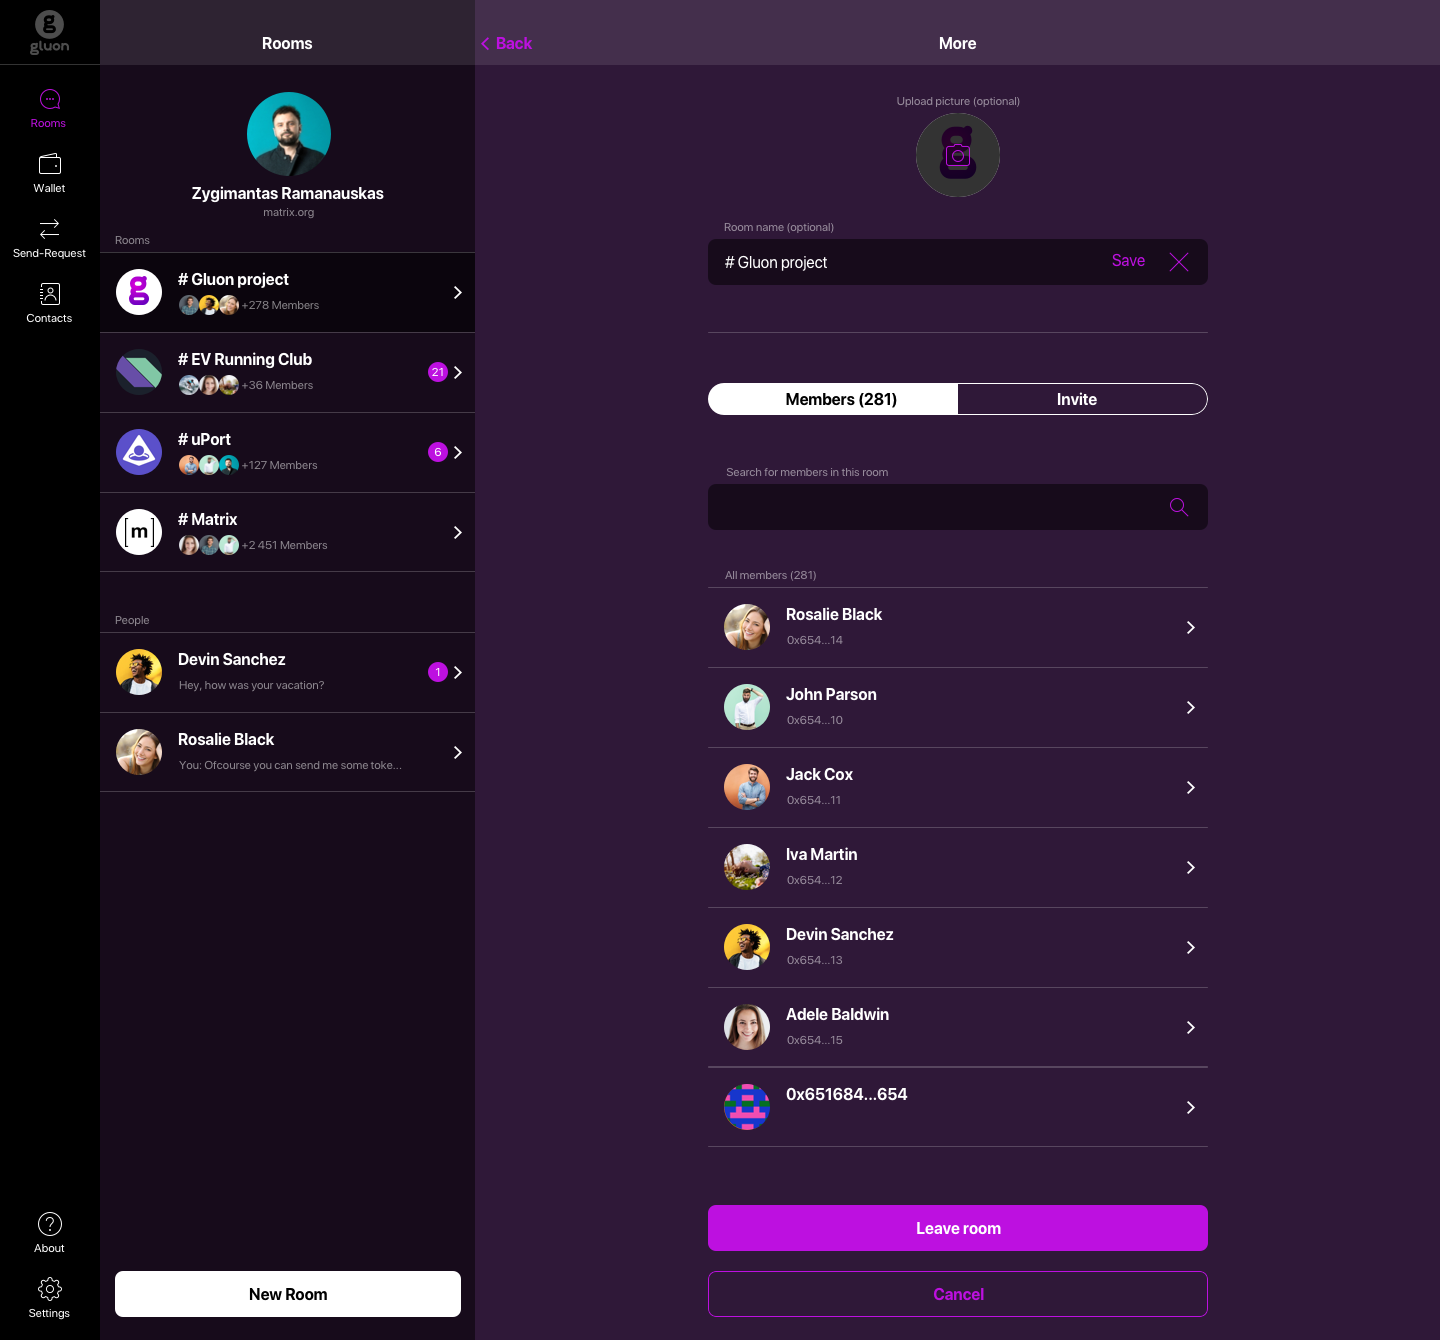 gluon
Rooms
Wallet
Send-Request
Contacts
About
Settings
Rooms
Zygimantas Ramanauskas
matrix.org
Rooms
# Gluon project
+278 Members
# EV Running Club
+36 Members
21
# uPort
+127 Members
6
[m]
# Matrix
+2 451 Members
People
Devin Sanchez
Hey, how was your vacation?
1
Rosalie Black
You: Ofcourse you can send me some toke...
New Room
Back
More
Upload picture (optional)
Room name (optional)
# Gluon project
Save
Members (281)
Invite
Search for members in this room
All members (281)
Rosalie Black
0x654...14
John Parson
0x654...10
Jack Cox
0x654...11
Iva Martin
0x654...12
Devin Sanchez
0x654...13
Adele Baldwin
0x654...15
0x651684...654
Leave room
Cancel